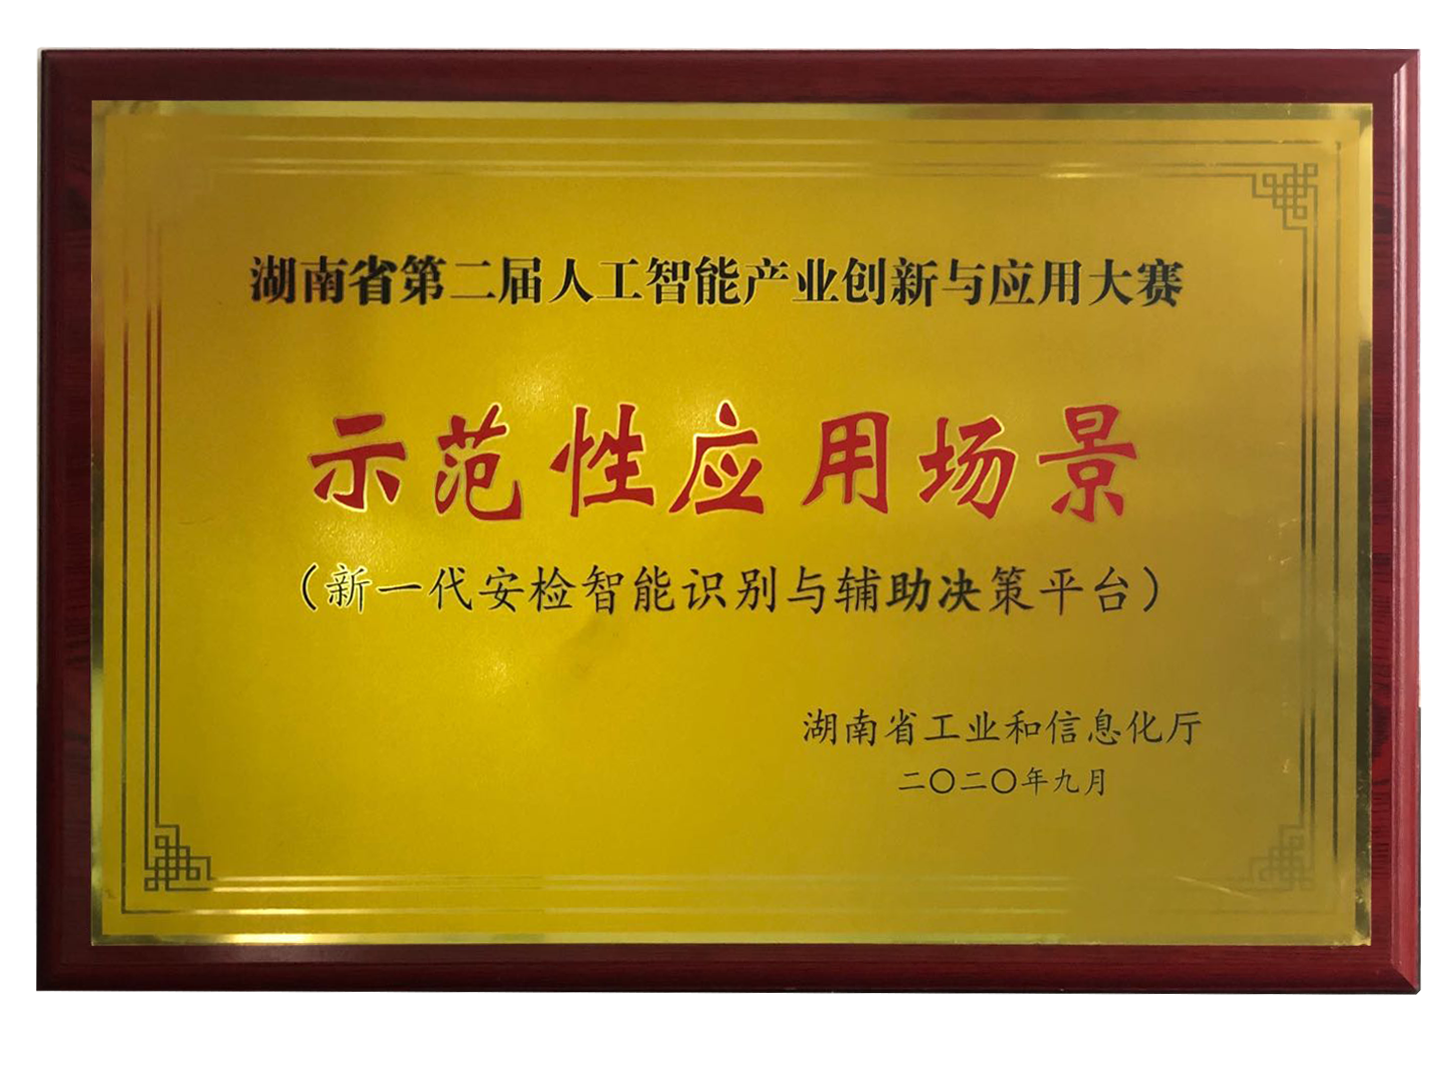 湖南省第二届人工智能产业创新与应用大赛
示范性应用场景
（新一代安检智能识别与辅助决策平台）
湖南省工业和信息化厅
二〇二〇年九月